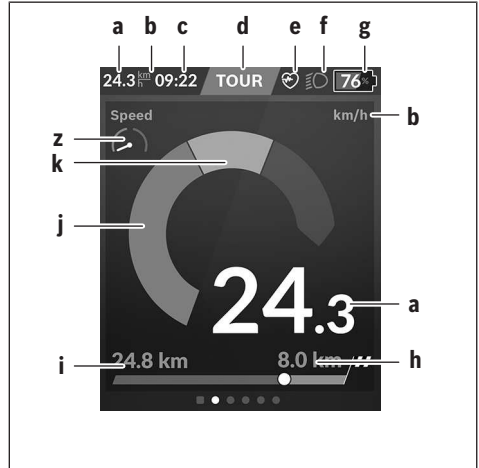 a b c d e f g
24.3 km/h 09:22 TOUR 76%
Speed km/h b
z
k
j
24.3 a
i 24.8 km 8.0 km h